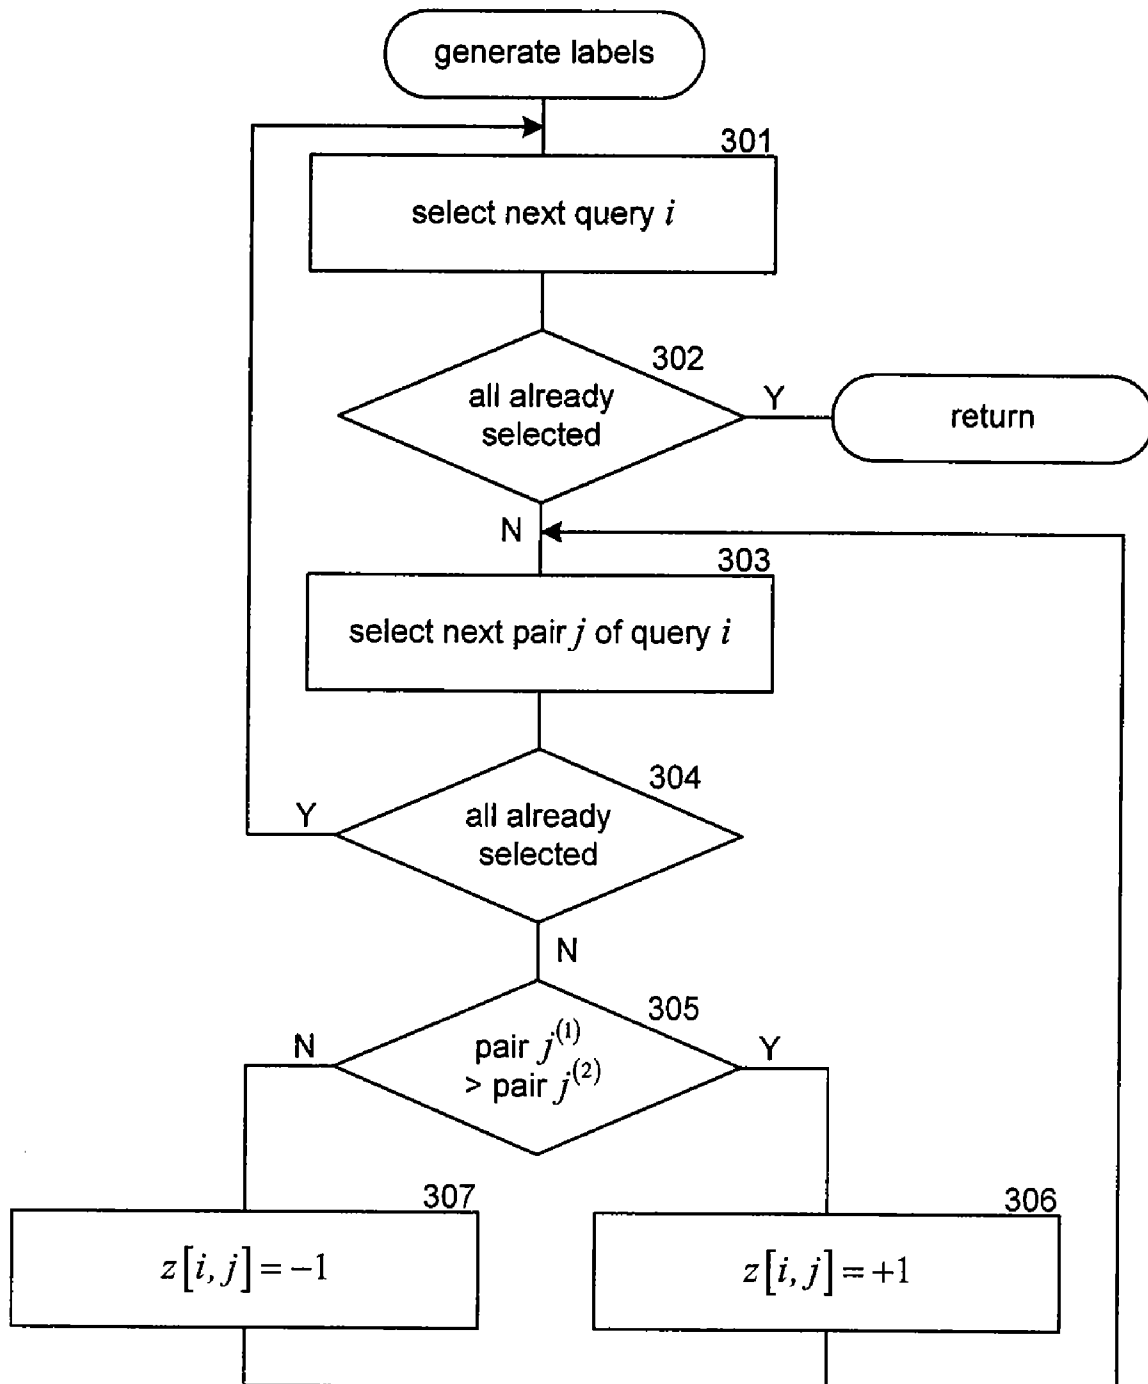 generate labels
301
select next query i
302
all already
selected
Y
return
N
303
select next pair j of query i
304
all already
selected
Y
N
305
pair j^(1)
> pair j^(2)
N
Y
307
z[i, j] = −1
306
z[i, j] = +1